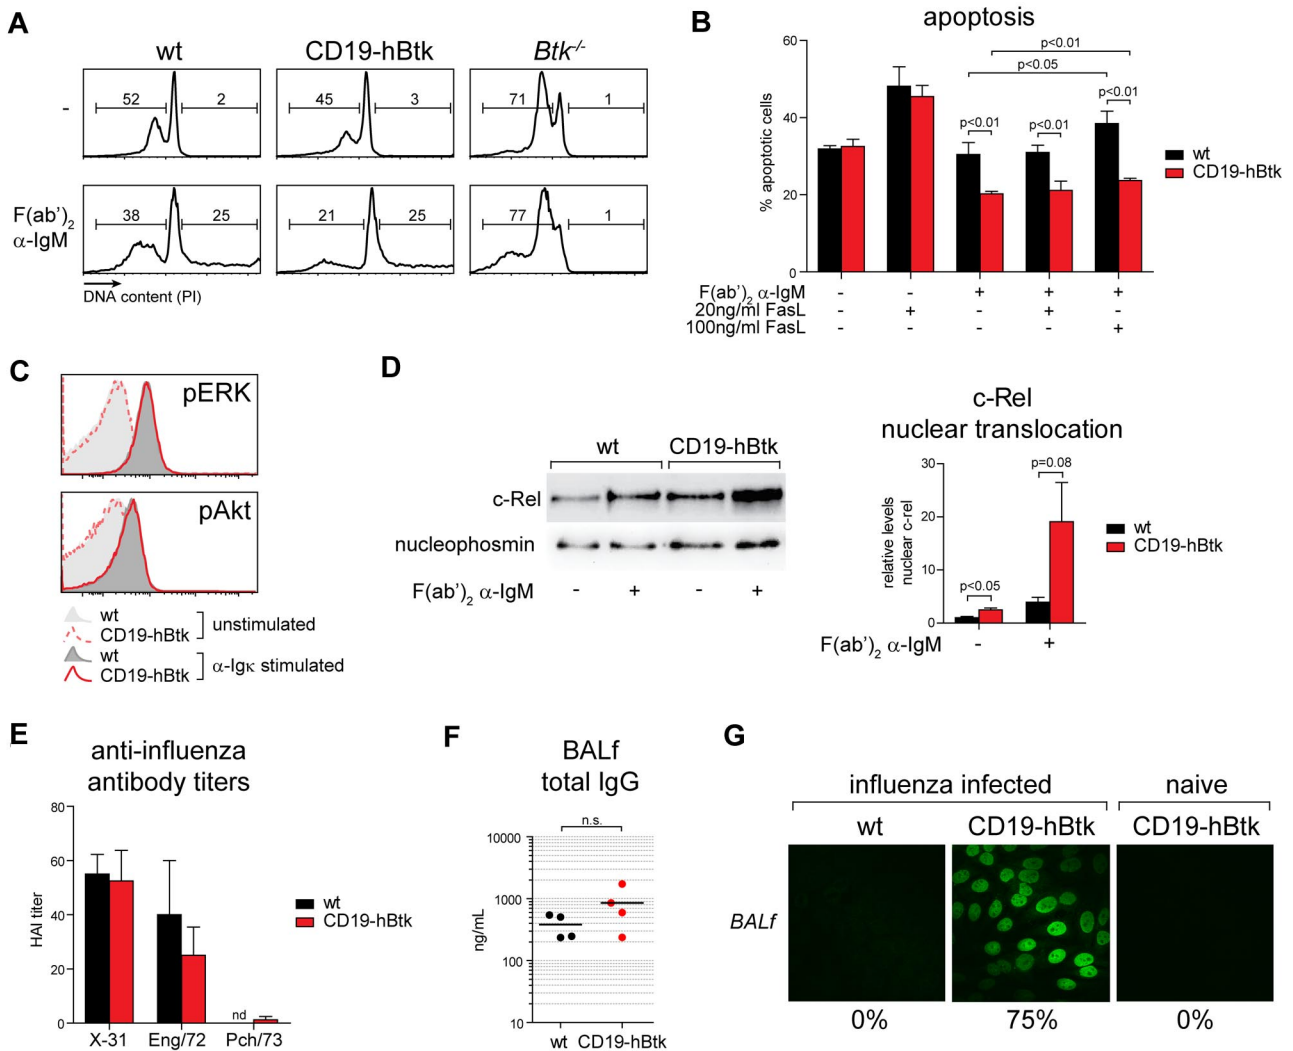 A
wt
CD19-hBtk
Btk-/-
-
52
2
45
3
71
1
F(ab')2
α-IgM
38
25
21
25
77
1
DNA content (PI)
B
apoptosis
% apoptotic cells
60
40
20
0
p<0.01
p<0.05
p<0.01
p<0.01
p<0.01
wt
CD19-hBtk
F(ab')2 α-IgM - - + + +
20ng/ml FasL - + - + -
100ng/ml FasL - - - - +
C
pERK
pAkt
wt
CD19-hBtk
unstimulated
wt
CD19-hBtk
α-Igκ stimulated
D
wt
CD19-hBtk
c-Rel
nucleophosmin
F(ab')2 α-IgM - + - +
c-Rel
nuclear translocation
relative levels
nuclear c-rel
30
20
10
0
p<0.05
p=0.08
wt
CD19-hBtk
F(ab')2 α-IgM - +
E
anti-influenza
antibody titers
HAI titer
80
60
40
20
0
nd
X-31 Eng/72 Pch/73
wt
CD19-hBtk
F
BALf
total IgG
n.s.
ng/mL
10000
1000
100
10
wt CD19-hBtk
G
influenza infected
naive
wt
CD19-hBtk
CD19-hBtk
BALf
0%
75%
0%